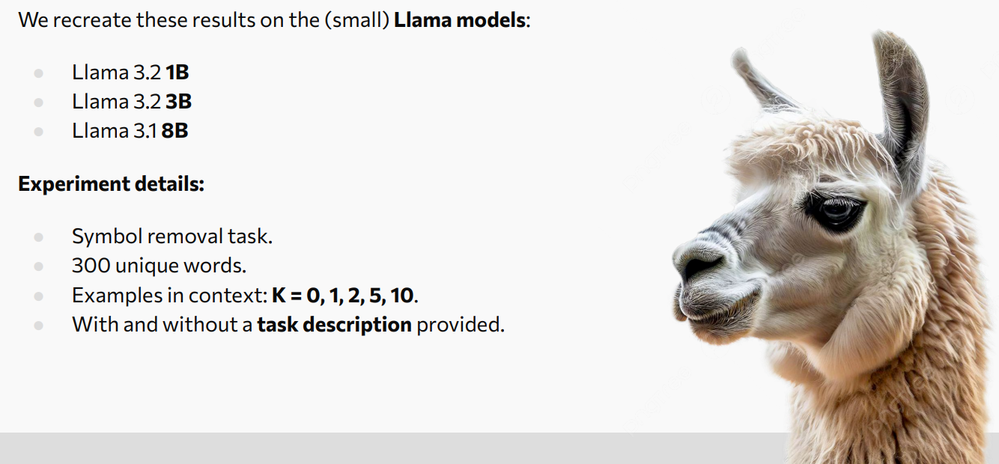 We recreate these results on the (small) Llama models:
Llama 3.2 1B
Llama 3.2 3B
Llama 3.1 8B
Experiment details:
Symbol removal task.
300 unique words.
Examples in context: K = 0, 1, 2, 5, 10.
With and without a task description provided.